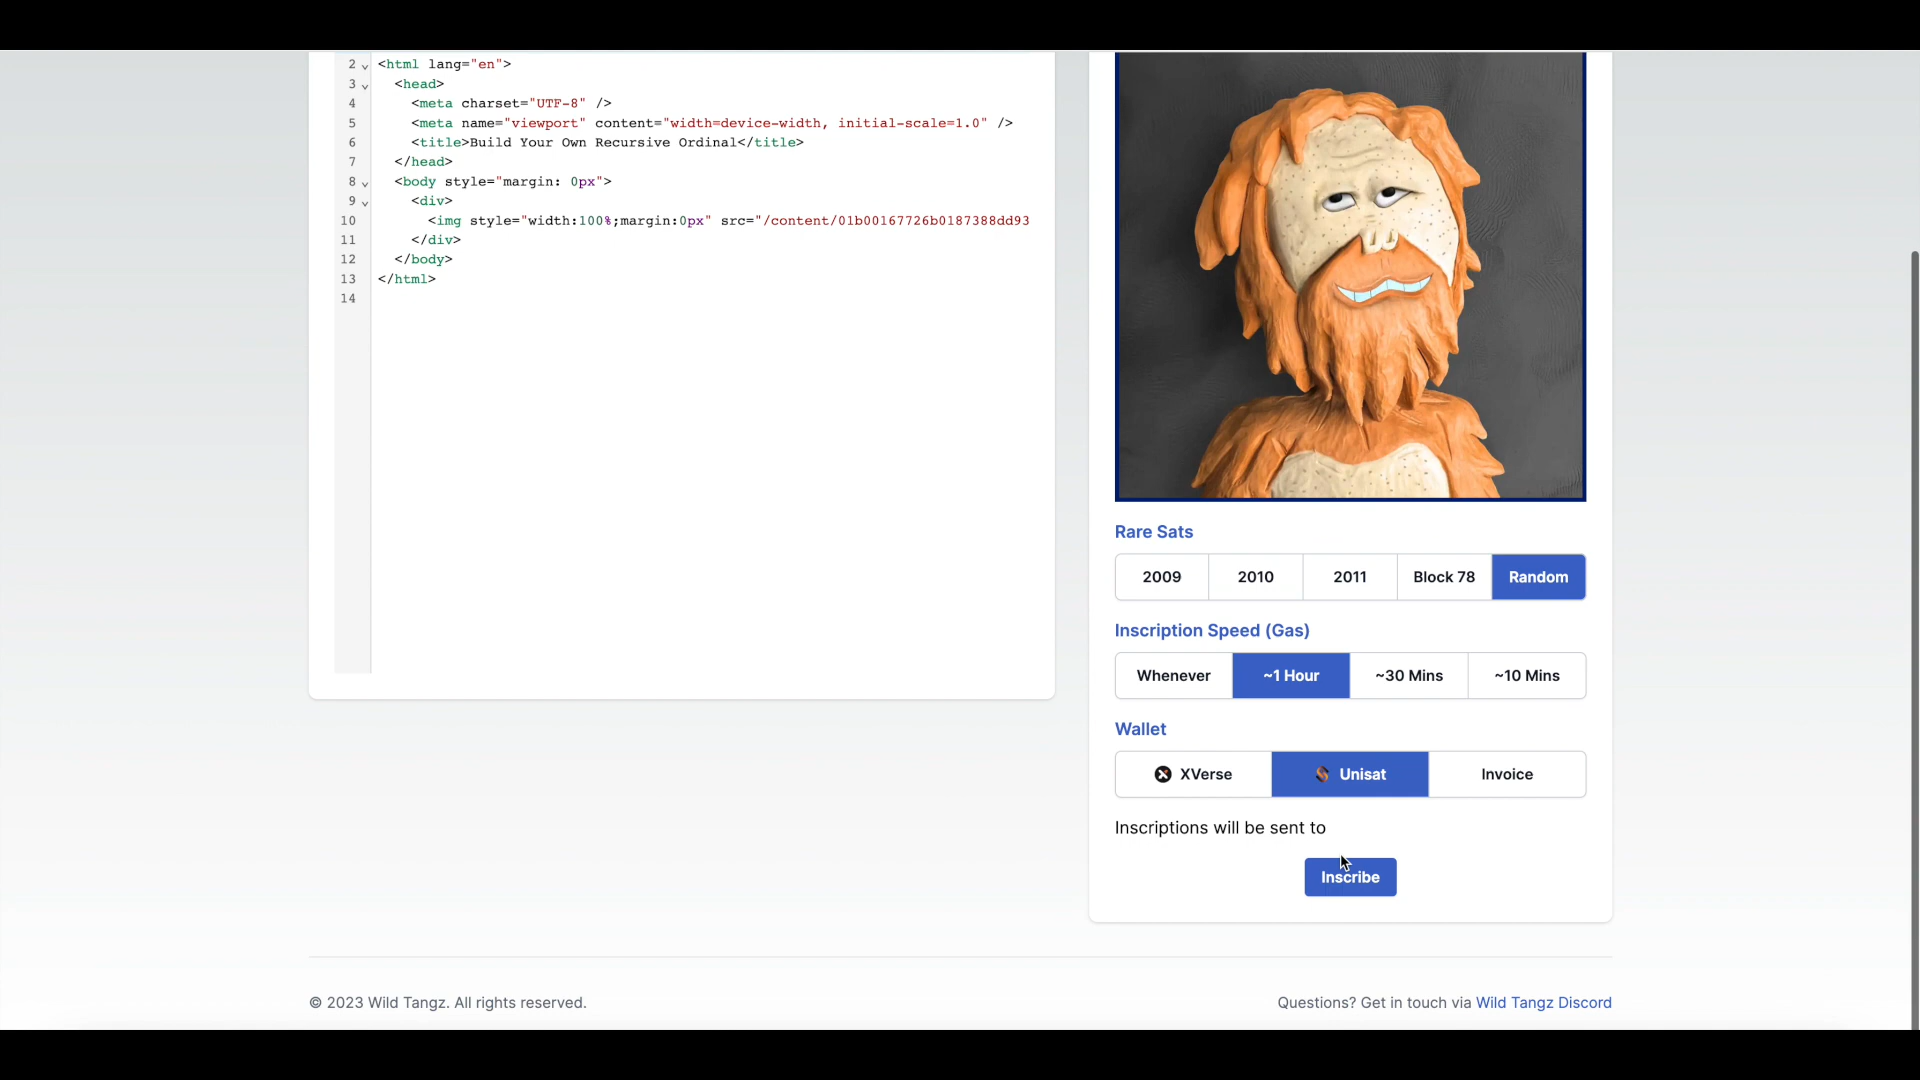 2 <html lang="en">
3 <head>
4 <meta charset="UTF-8" />
5 <meta name="viewport" content="width=device-width, initial-scale=1.0" />
6 <title>Build Your Own Recursive Ordinal</title>
7 </head>
8 <body style="margin: 0px">
9 <div>
10 <img style="width:100%;margin:0px" src="/content/01b00167726b0187388dd93
11 </div>
12 </body>
13 </html>
14
Rare Sats
2009 2010 2011 Block 78 Random
Inscription Speed (Gas)
Whenever ~1 Hour ~30 Mins ~10 Mins
Wallet
XVerse Unisat Invoice
Inscriptions will be sent to
Inscribe
© 2023 Wild Tangz. All rights reserved.
Questions? Get in touch via Wild Tangz Discord